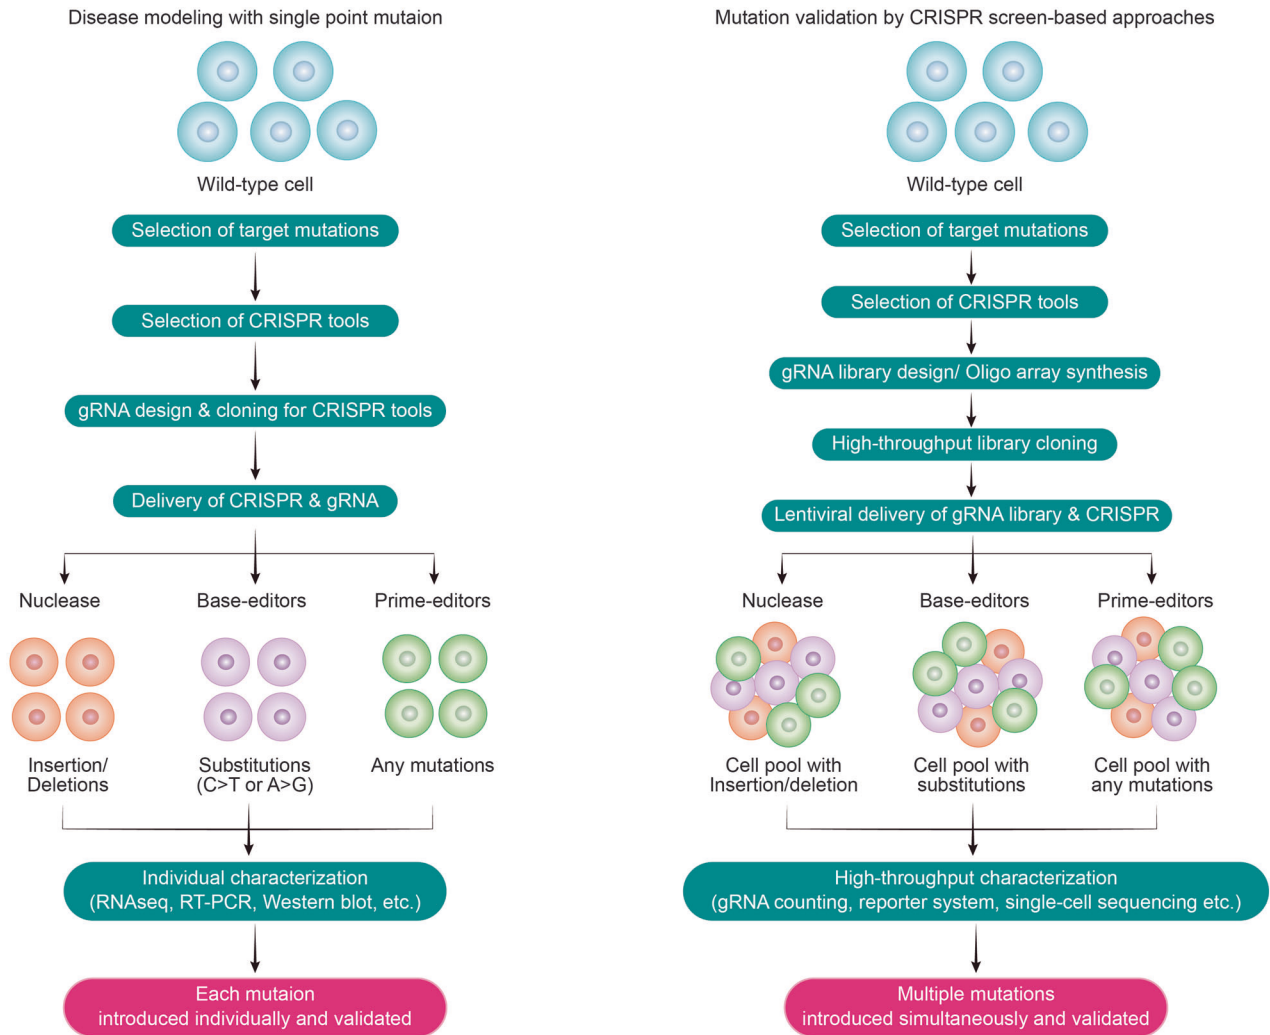 Disease modeling with single point mutaion
Wild-type cell
Selection of target mutations
Selection of CRISPR tools
gRNA design & cloning for CRISPR tools
Delivery of CRISPR & gRNA
Nuclease
Base-editors
Prime-editors
Insertion/
Deletions
Substitutions
(C>T or A>G)
Any mutations
Individual characterization
(RNAseq, RT-PCR, Western blot, etc.)
Each mutaion
introduced individually and validated
Mutation validation by CRISPR screen-based approaches
Wild-type cell
Selection of target mutations
Selection of CRISPR tools
gRNA library design/ Oligo array synthesis
High-throughput library cloning
Lentiviral delivery of gRNA library & CRISPR
Nuclease
Base-editors
Prime-editors
Cell pool with
Insertion/deletion
Cell pool with
substitutions
Cell pool with
any mutations
High-throughput characterization
(gRNA counting, reporter system, single-cell sequencing etc.)
Multiple mutations
introduced simultaneously and validated